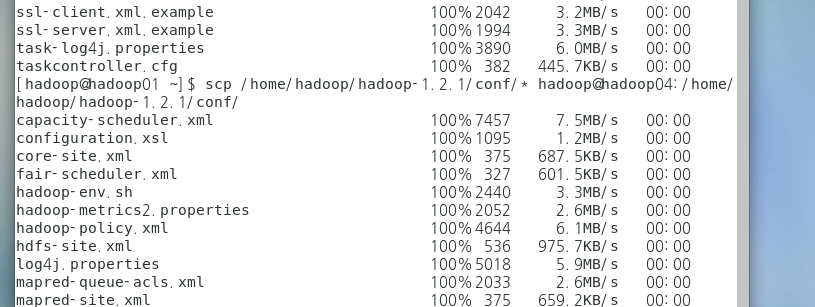 ssl-client.xml.example 100% 2042 3.2MB/s 00:00
ssl-server.xml.example 100% 1994 3.3MB/s 00:00
task-log4j.properties 100% 3890 6.0MB/s 00:00
taskcontroller.cfg 100% 382 445.7KB/s 00:00
[hadoop@hadoop01 ~]$ scp /home/hadoop/hadoop-1.2.1/conf/* hadoop@hadoop04:/home/
hadoop/hadoop-1.2.1/conf/
capacity-scheduler.xml 100% 7457 7.5MB/s 00:00
configuration.xsl 100% 1095 1.2MB/s 00:00
core-site.xml 100% 375 687.5KB/s 00:00
fair-scheduler.xml 100% 327 601.5KB/s 00:00
hadoop-env.sh 100% 2440 3.3MB/s 00:00
hadoop-metrics2.properties 100% 2052 2.6MB/s 00:00
hadoop-policy.xml 100% 4644 6.1MB/s 00:00
hdfs-site.xml 100% 536 975.7KB/s 00:00
log4j.properties 100% 5018 5.9MB/s 00:00
mapred-queue-acls.xml 100% 2033 2.6MB/s 00:00
mapred-site.xml 100% 375 659.2KB/s 00:00